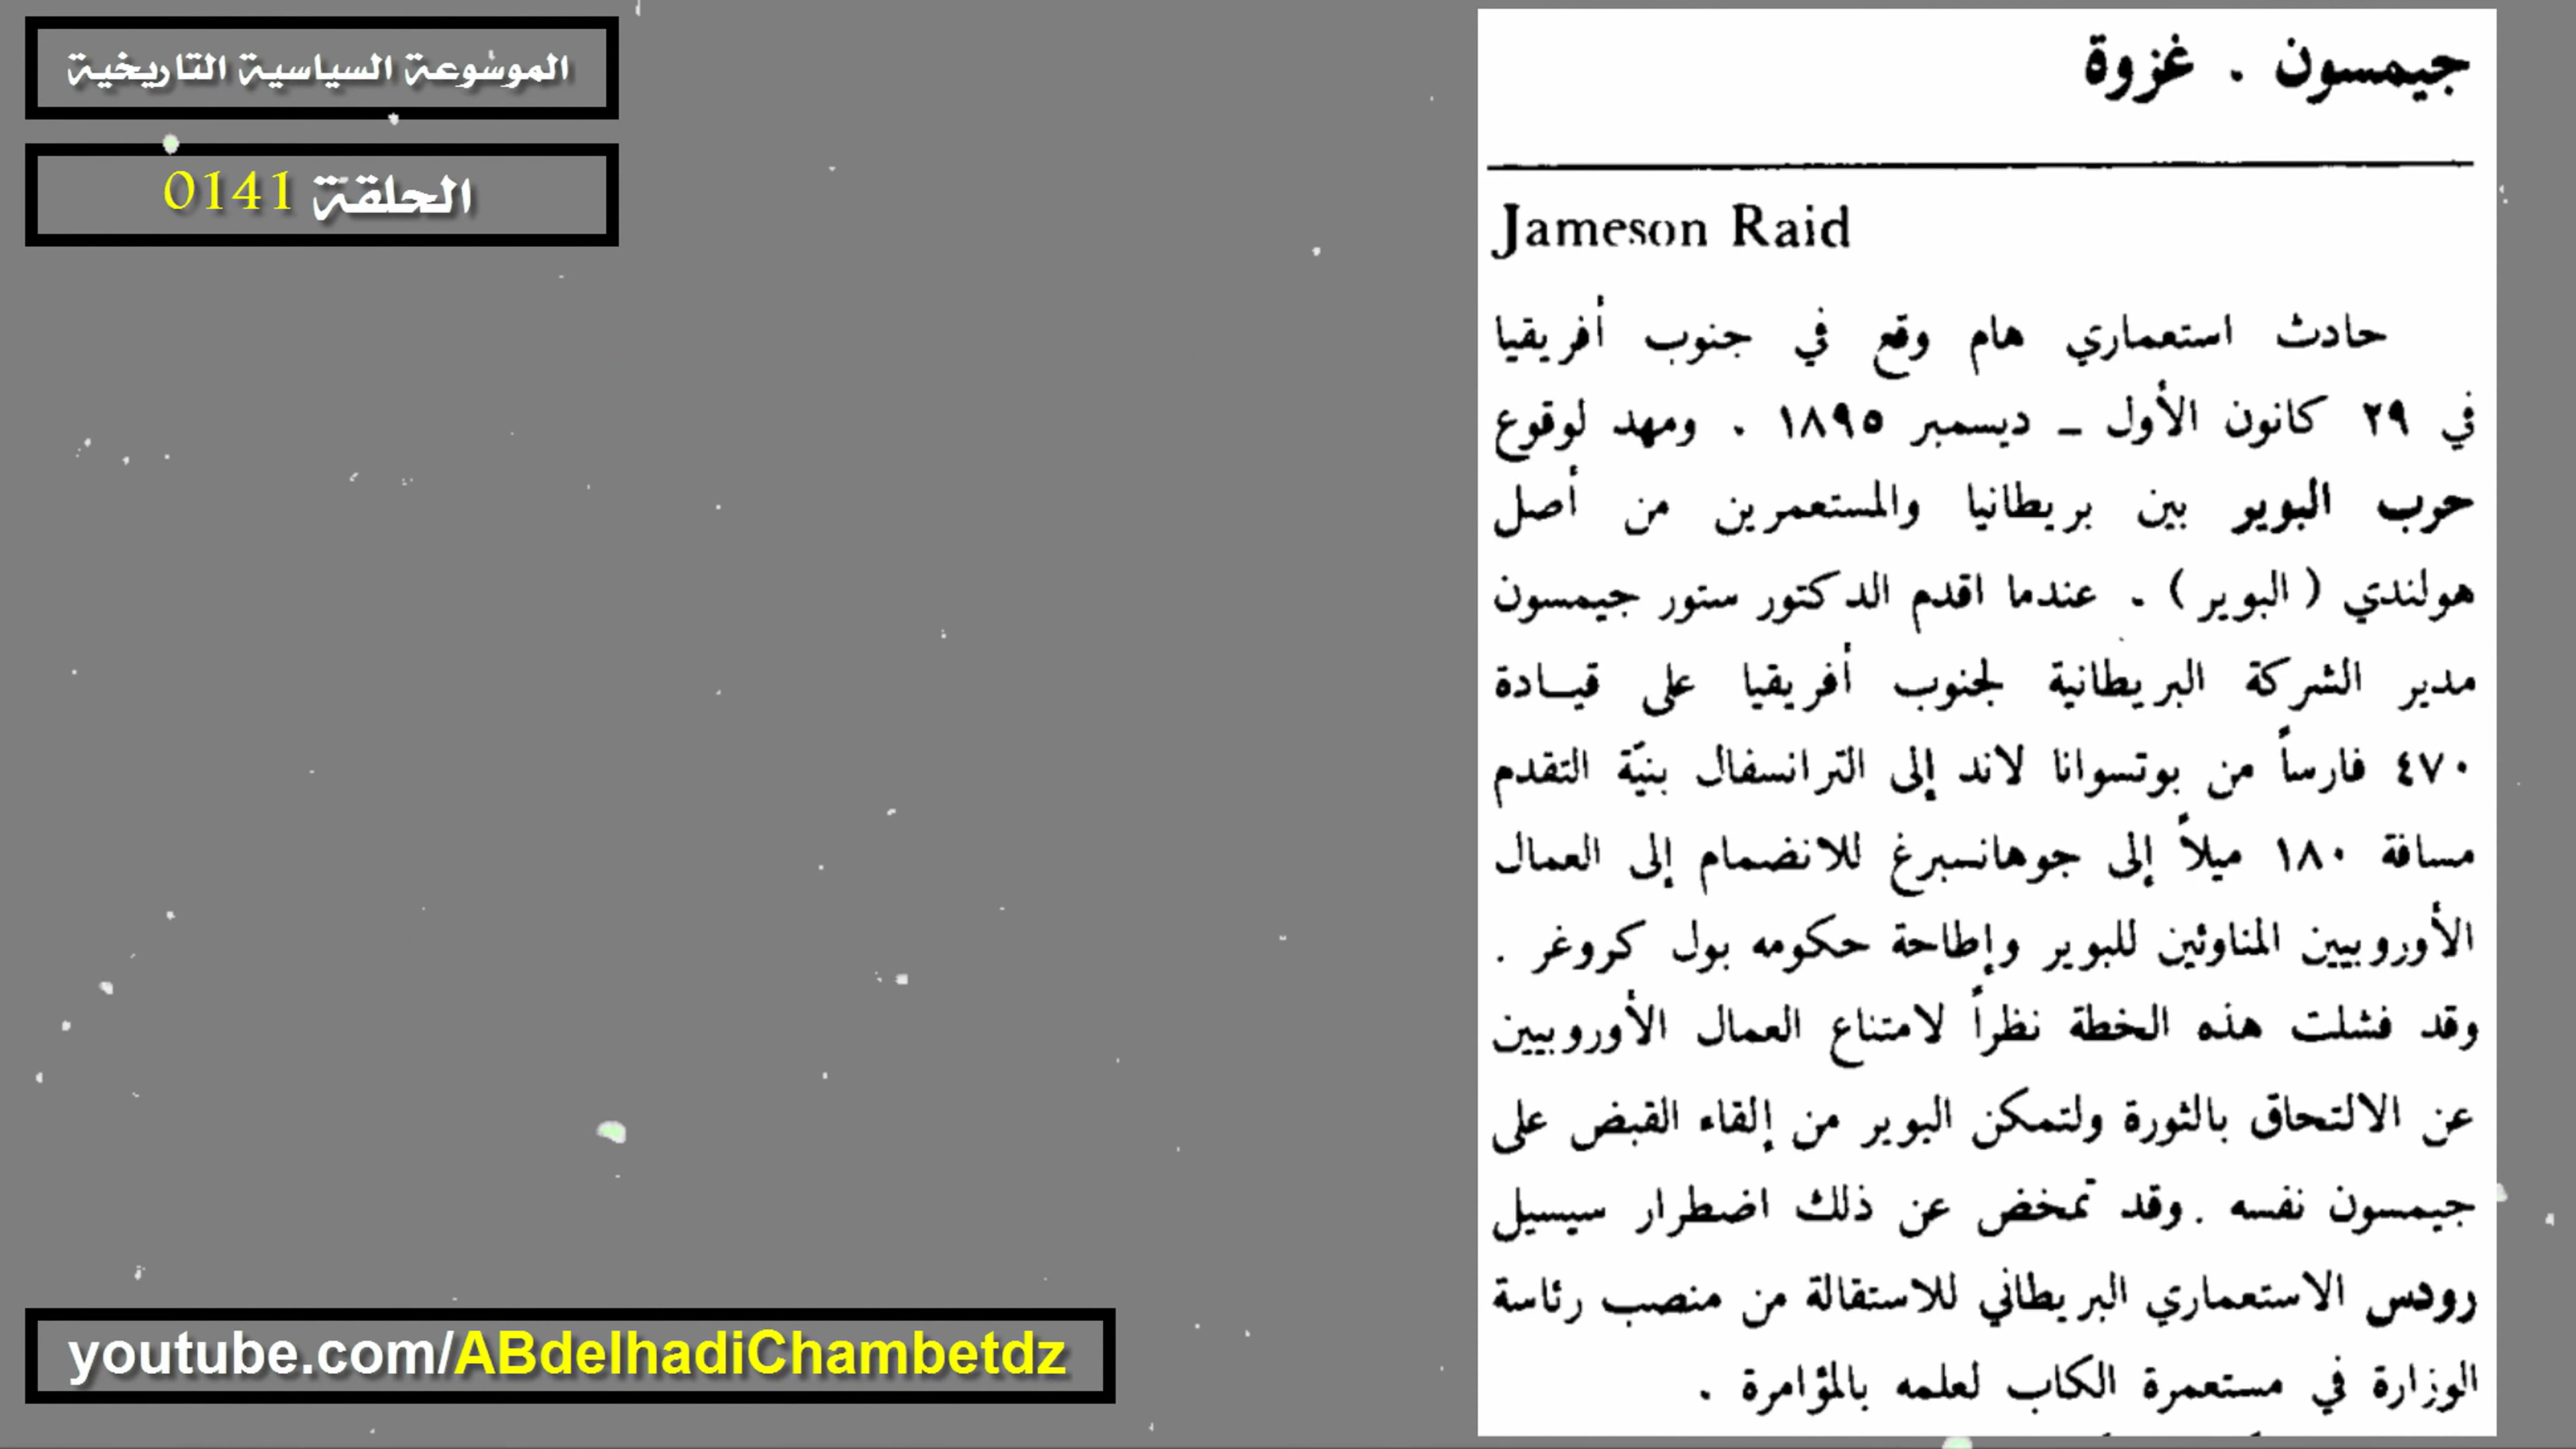 الموسوعة السياسية التاريخية
الحلقة 0141
جيمسون . غزوة
Jameson Raid
حادث استعماري هام وقع في جنوب أفريقيا
في ٢٩ كانون الأول ـ ديسمبر ١٨٩٥ . ومهد لوقوع
حرب البوير بين بريطانيا والمستعمرين من أصل
هولندي ( البوير ) . عندما اقدم الدكتور ستور جيمسون
مدير الشركة البريطانية لجنوب أفريقيا على قيادة
٤٧٠ فارساً من بوتسوانا لاند إلى الترانسفال بنيّة التقدم
مسافة ١٨٠ ميلاً إلى جوهانسبرغ للانضمام إلى العمال
الأوروبيين المناوئين للبوير وإطاحة حكومه بول كروغر .
وقد فشلت هذه الخطة نظراً لامتناع العمال الأوروبيين
عن الالتحاق بالثورة ولتمكن البوير من إلقاء القبض على
جيمسون نفسه . وقد تمخض عن ذلك اضطرار سيسيل
رودس الاستعماري البريطاني للاستقالة من منصب رئاسة
الوزارة في مستعمرة الكاب لعلمه بالمؤامرة .
youtube.com/ABdelhadiChambetdz